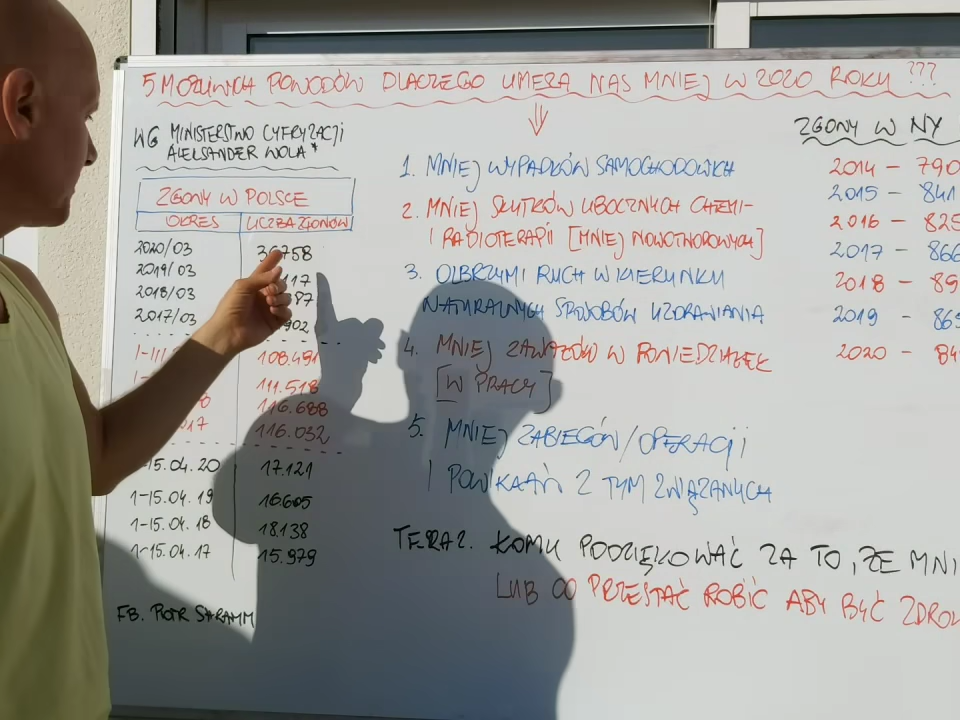 5 MOŻLIWYCH POWODÓW DLACZEGO UMERA NAS MNIEJ W 2020 ROKU ???
WG MINISTERSTWO CYFRYZACJI
ALEKSANDER WOLA *
ZGONY W POLSCE
OKRES LICZBA ZGONÓW
2020/03
758
2019/03
117
2018/03
87
2017/03
902
108.491
111.518
116.688
17
116.032
1-15.04.20 17.121
1-15.04.19 16.605
1-15.04.18 18.138
1-15.04.17 15.979
FB. PIOTR
1. MNIEJ WYPADKÓW SAMOCHODOWYCH
2. MNIEJ SKUTKÓW UBOCZNYCH CHEMI-
I RADIOTERAPII [MNIEJ NOWOTWOROWYCH]
3. OLBRZYMI RUCH W KIERUNKU
NATURALNYCH SPOSOBÓW UZDRAWIANIA
4. MNIEJ ZAWAŁÓW W PONIEDZIAŁEK
[W PRACY]
5. MNIEJ ZABIEGÓW/OPERACJI
I POWIKŁAŃ Z TYM ZWIĄZANYCH
TERAZ. KOMU PODZIĘKOWAĆ ZA TO, ŻE MNI
LUB CO PRZESTAĆ ROBIĆ ABY BYĆ ZDROW
ZGONY W NY
2014 - 790
2015 - 841
2016 - 825
2017 - 866
2018 - 89
2019 - 865
2020 - 84